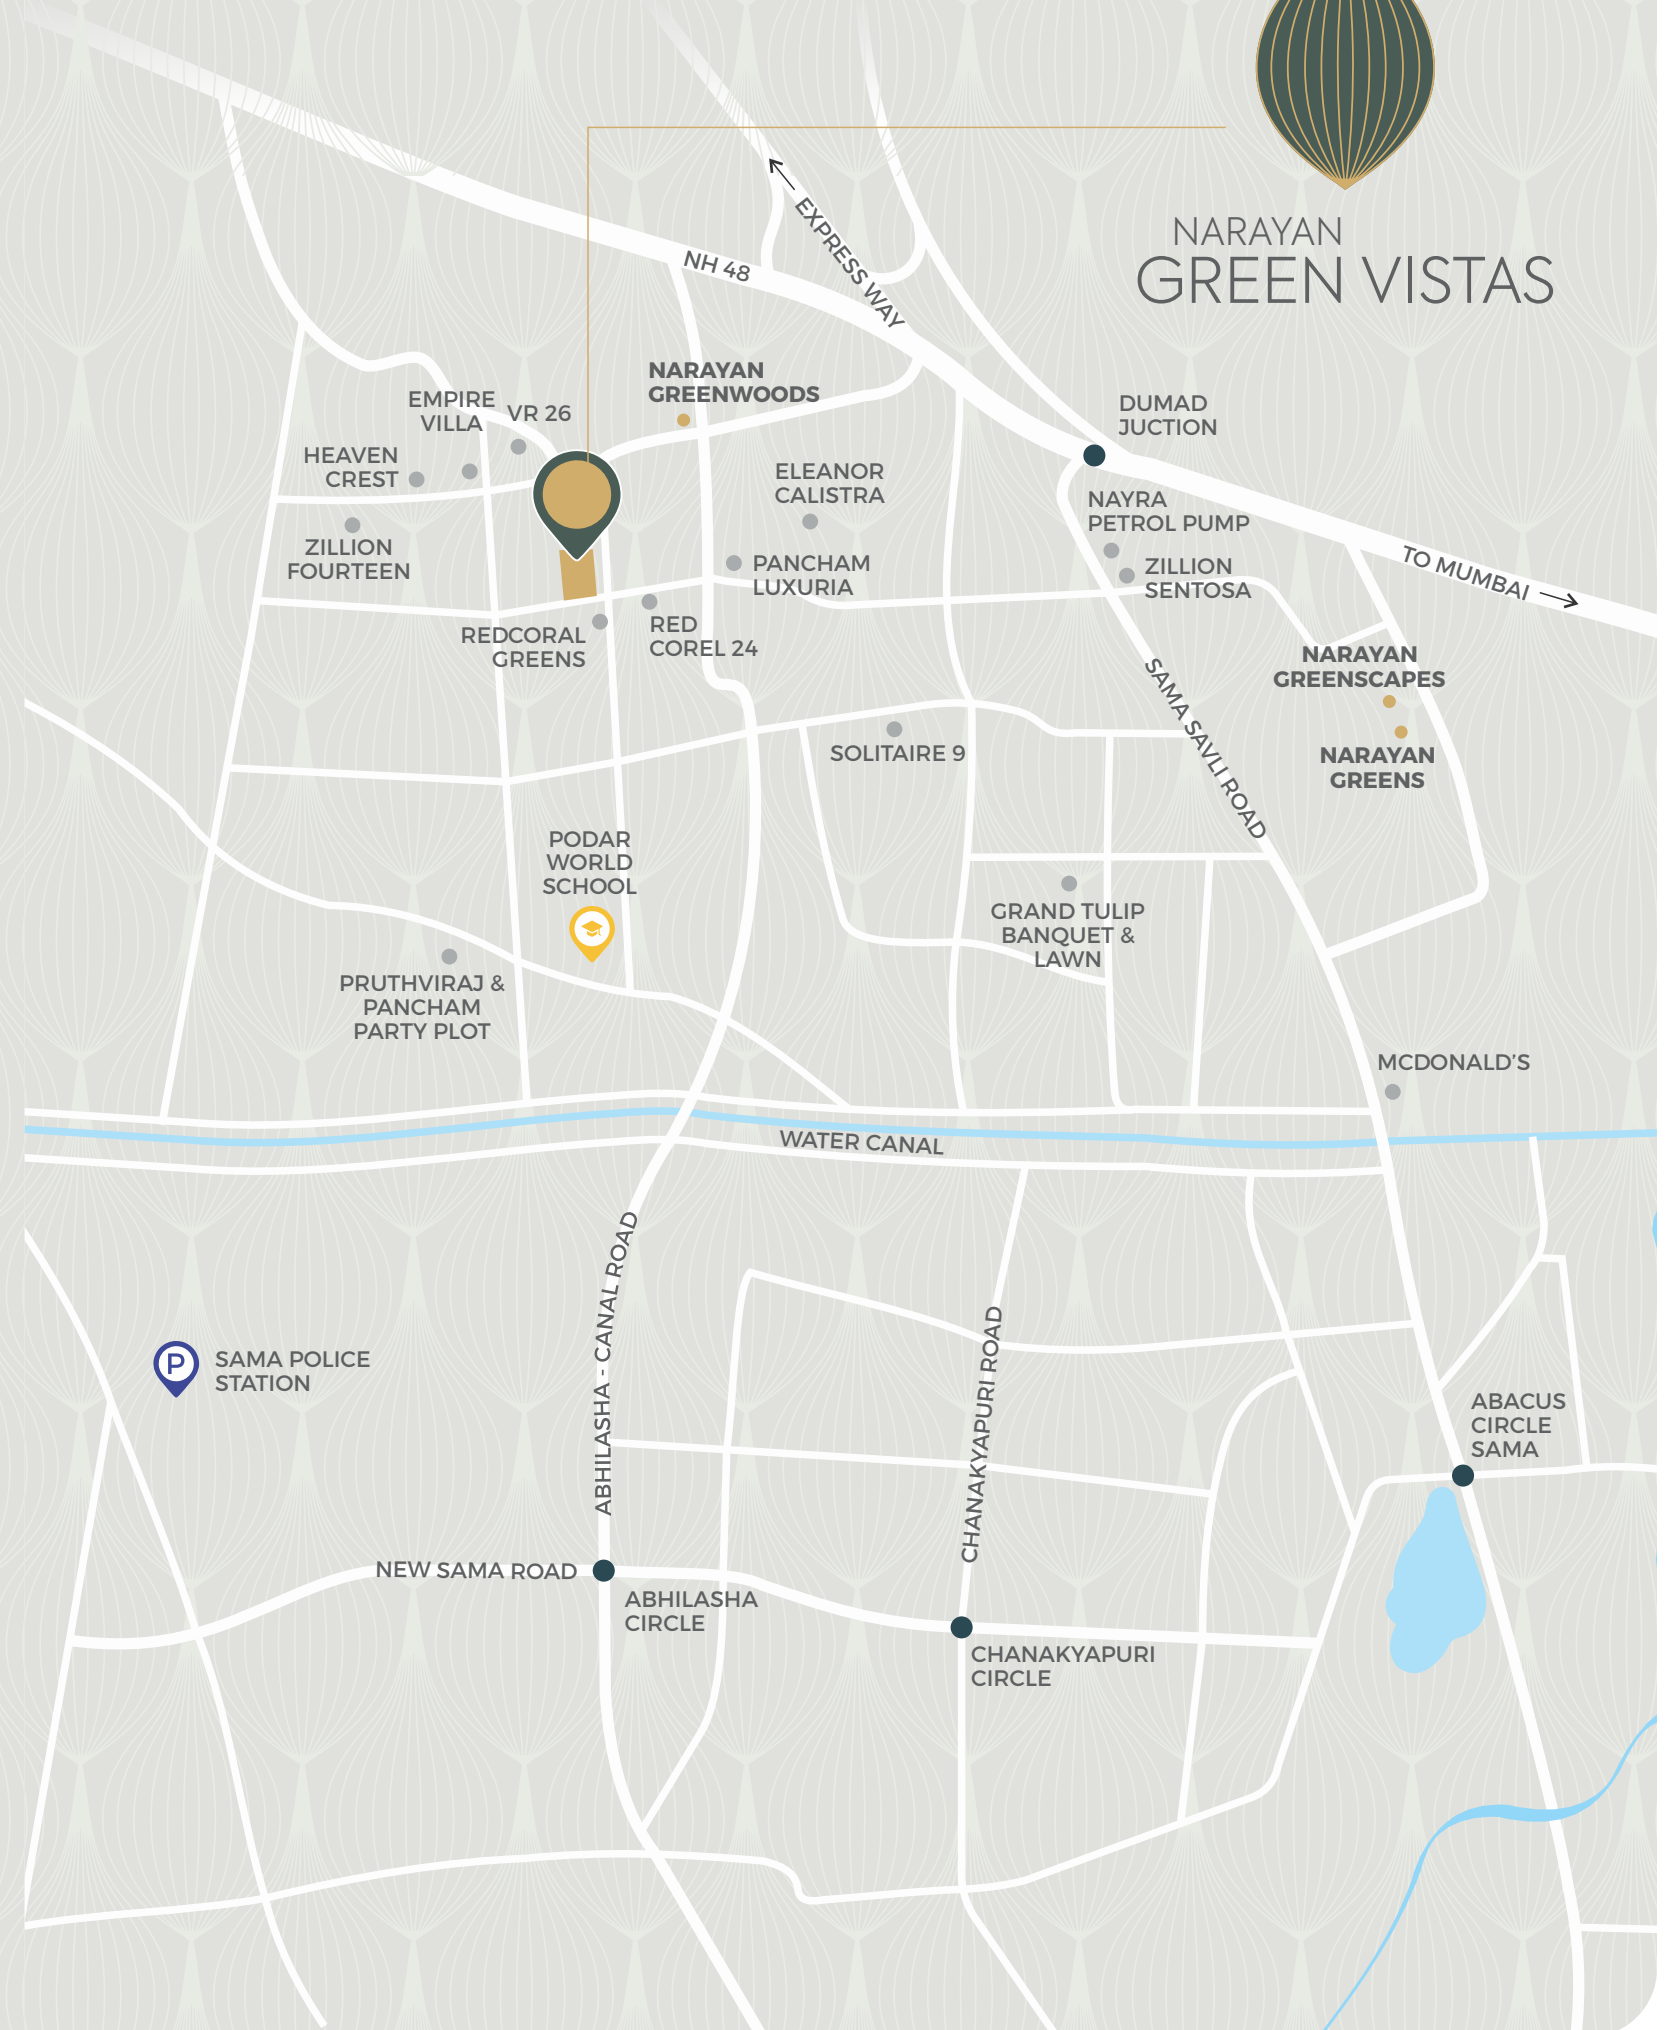 NARAYAN
GREEN VISTAS
NH 48
EXPRESS WAY
NARAYAN
GREENWOODS
EMPIRE
VILLA
VR 26
HEAVEN
CREST
ZILLION
FOURTEEN
ELEANOR
CALISTRA
PANCHAM
LUXURIA
REDCORAL
GREENS
RED
COREL 24
DUMAD
JUCTION
NAYRA
PETROL PUMP
ZILLION
SENTOSA
TO MUMBAI
NARAYAN
GREENSCAPES
NARAYAN
GREENS
SAMA SAVLI ROAD
SOLITAIRE 9
PODAR
WORLD
SCHOOL
GRAND TULIP
BANQUET &
LAWN
PRUTHVIRAJ &
PANCHAM
PARTY PLOT
MCDONALD'S
WATER CANAL
ABHILASHA - CANAL ROAD
CHANAKYAPURI ROAD
P
SAMA POLICE
STATION
ABACUS
CIRCLE
SAMA
NEW SAMA ROAD
ABHILASHA
CIRCLE
CHANAKYAPURI
CIRCLE